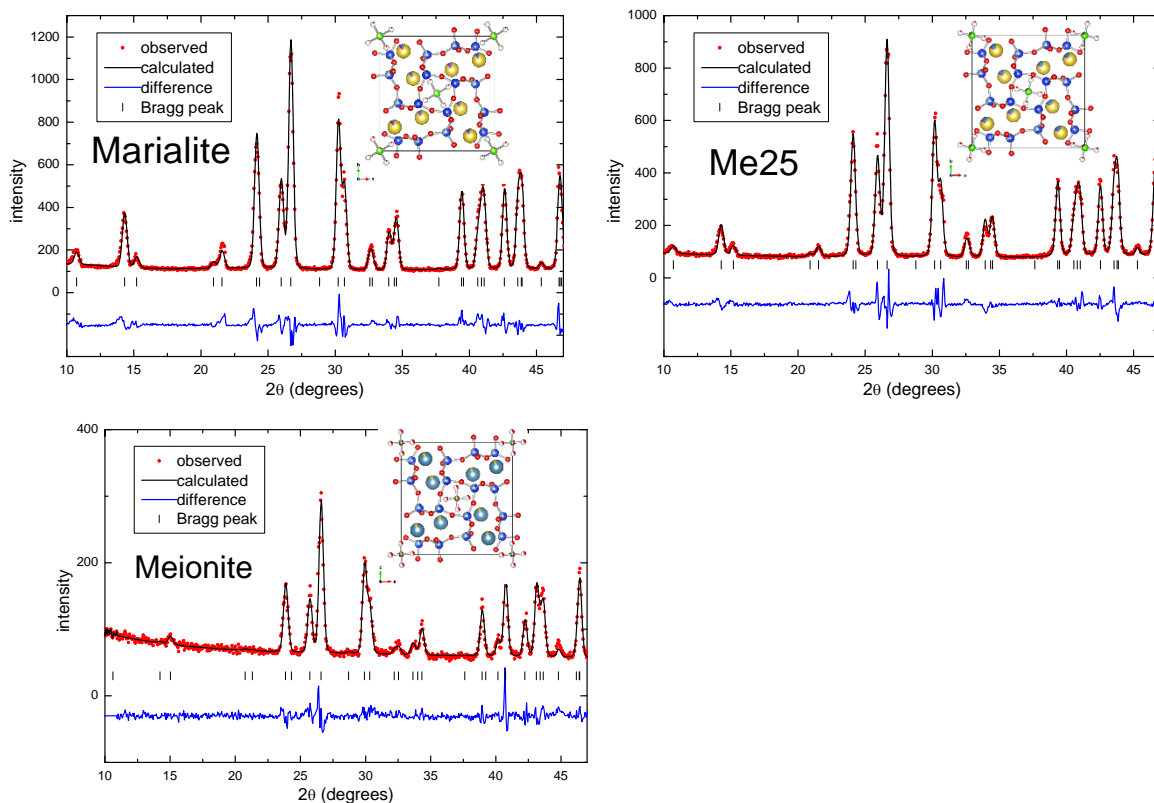 1200
1000
800
600
400
200
0
intensity
observed
calculated
difference
Bragg peak
Marialite
10 15 20 25 30 35 40 45
2θ (degrees)
1000
800
600
400
200
0
intensity
observed
calculated
difference
Bragg peak
Me25
10 15 20 25 30 35 40 45
2θ (degrees)
400
200
0
intensity
observed
calculated
difference
Bragg peak
Meionite
10 15 20 25 30 35 40 45
2θ (degrees)